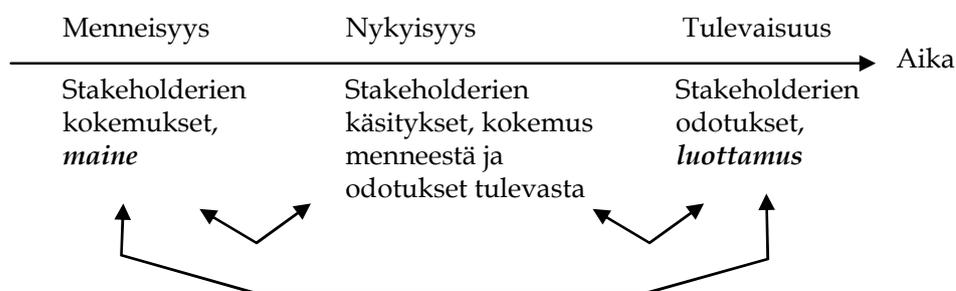 Menneisyys
Nykyisyys
Tulevaisuus
Aika
Stakeholderien
kokemukset,
maine
Stakeholderien
käsitykset, kokemus
menneestä ja
odotukset tulevasta
Stakeholderien
odotukset,
luottamus